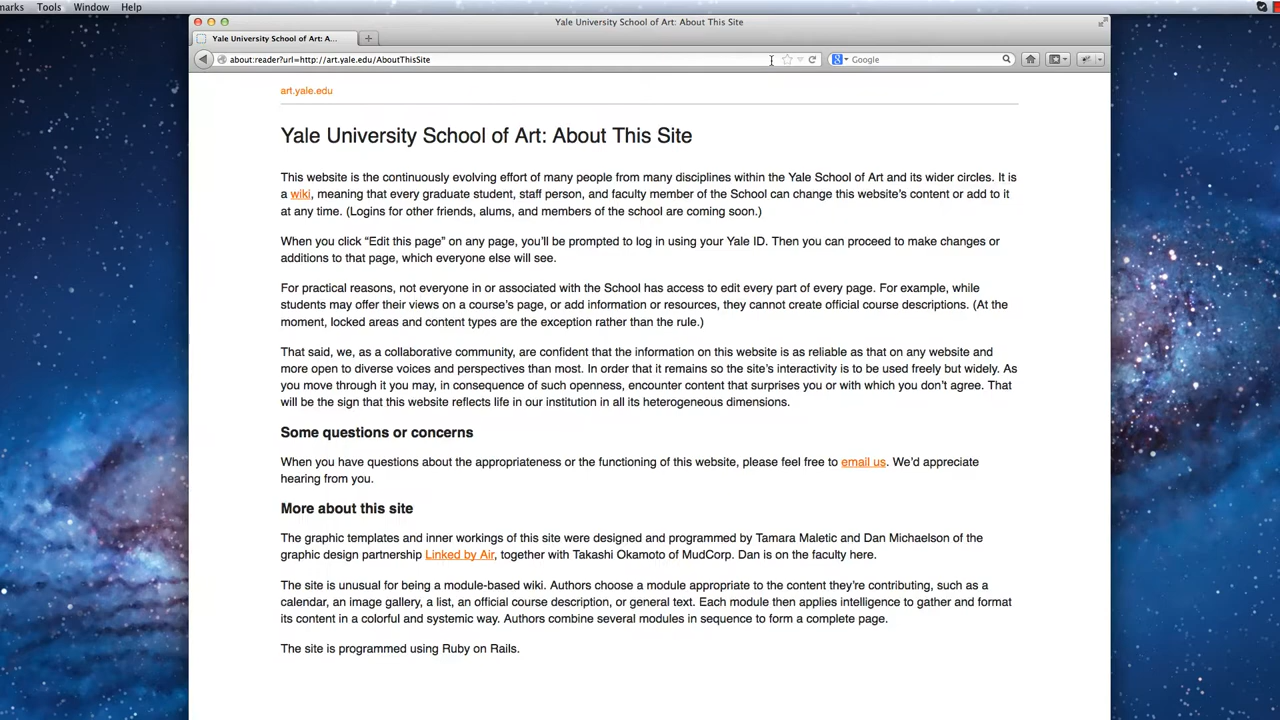 marks Tools Window Help
Yale University School of Art: About This Site
Yale University School of Art: A...
about:reader?url=http://art.yale.edu/AboutThisSite
Google
art.yale.edu
Yale University School of Art: About This Site
This website is the continuously evolving effort of many people from many disciplines within the Yale School of Art and its wider circles. It is
a wiki, meaning that every graduate student, staff person, and faculty member of the School can change this website’s content or add to it
at any time. (Logins for other friends, alums, and members of the school are coming soon.)
When you click “Edit this page” on any page, you’ll be prompted to log in using your Yale ID. Then you can proceed to make changes or
additions to that page, which everyone else will see.
For practical reasons, not everyone in or associated with the School has access to edit every part of every page. For example, while
students may offer their views on a course’s page, or add information or resources, they cannot create official course descriptions. (At the
moment, locked areas and content types are the exception rather than the rule.)
That said, we, as a collaborative community, are confident that the information on this website is as reliable as that on any website and
more open to diverse voices and perspectives than most. In order that it remains so the site’s interactivity is to be used freely but widely. As
you move through it you may, in consequence of such openness, encounter content that surprises you or with which you don’t agree. That
will be the sign that this website reflects life in our institution in all its heterogeneous dimensions.
Some questions or concerns
When you have questions about the appropriateness or the functioning of this website, please feel free to email us. We’d appreciate
hearing from you.
More about this site
The graphic templates and inner workings of this site were designed and programmed by Tamara Maletic and Dan Michaelson of the
graphic design partnership Linked by Air, together with Takashi Okamoto of MudCorp. Dan is on the faculty here.
The site is unusual for being a module-based wiki. Authors choose a module appropriate to the content they’re contributing, such as a
calendar, an image gallery, a list, an official course description, or general text. Each module then applies intelligence to gather and format
its content in a colorful and systemic way. Authors combine several modules in sequence to form a complete page.
The site is programmed using Ruby on Rails.